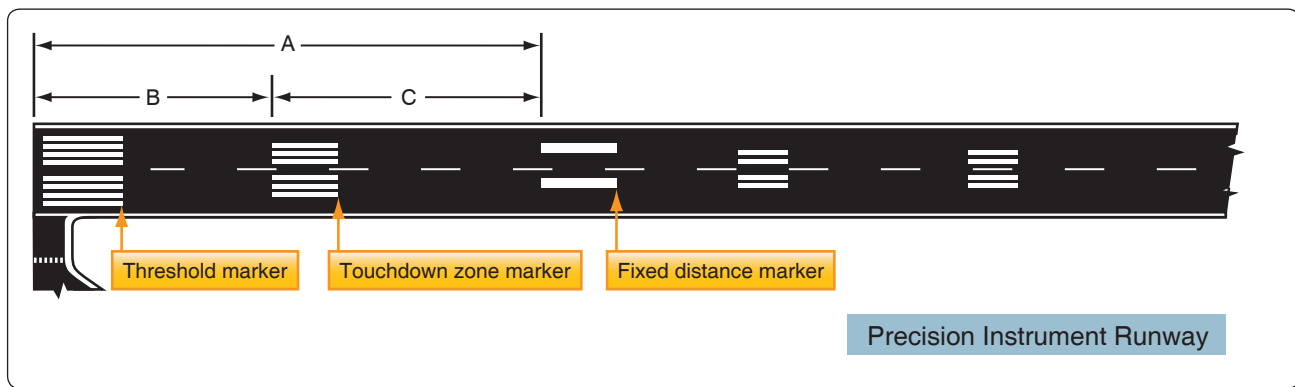 A
B
C
Threshold marker
Touchdown zone marker
Fixed distance marker
Precision Instrument Runway